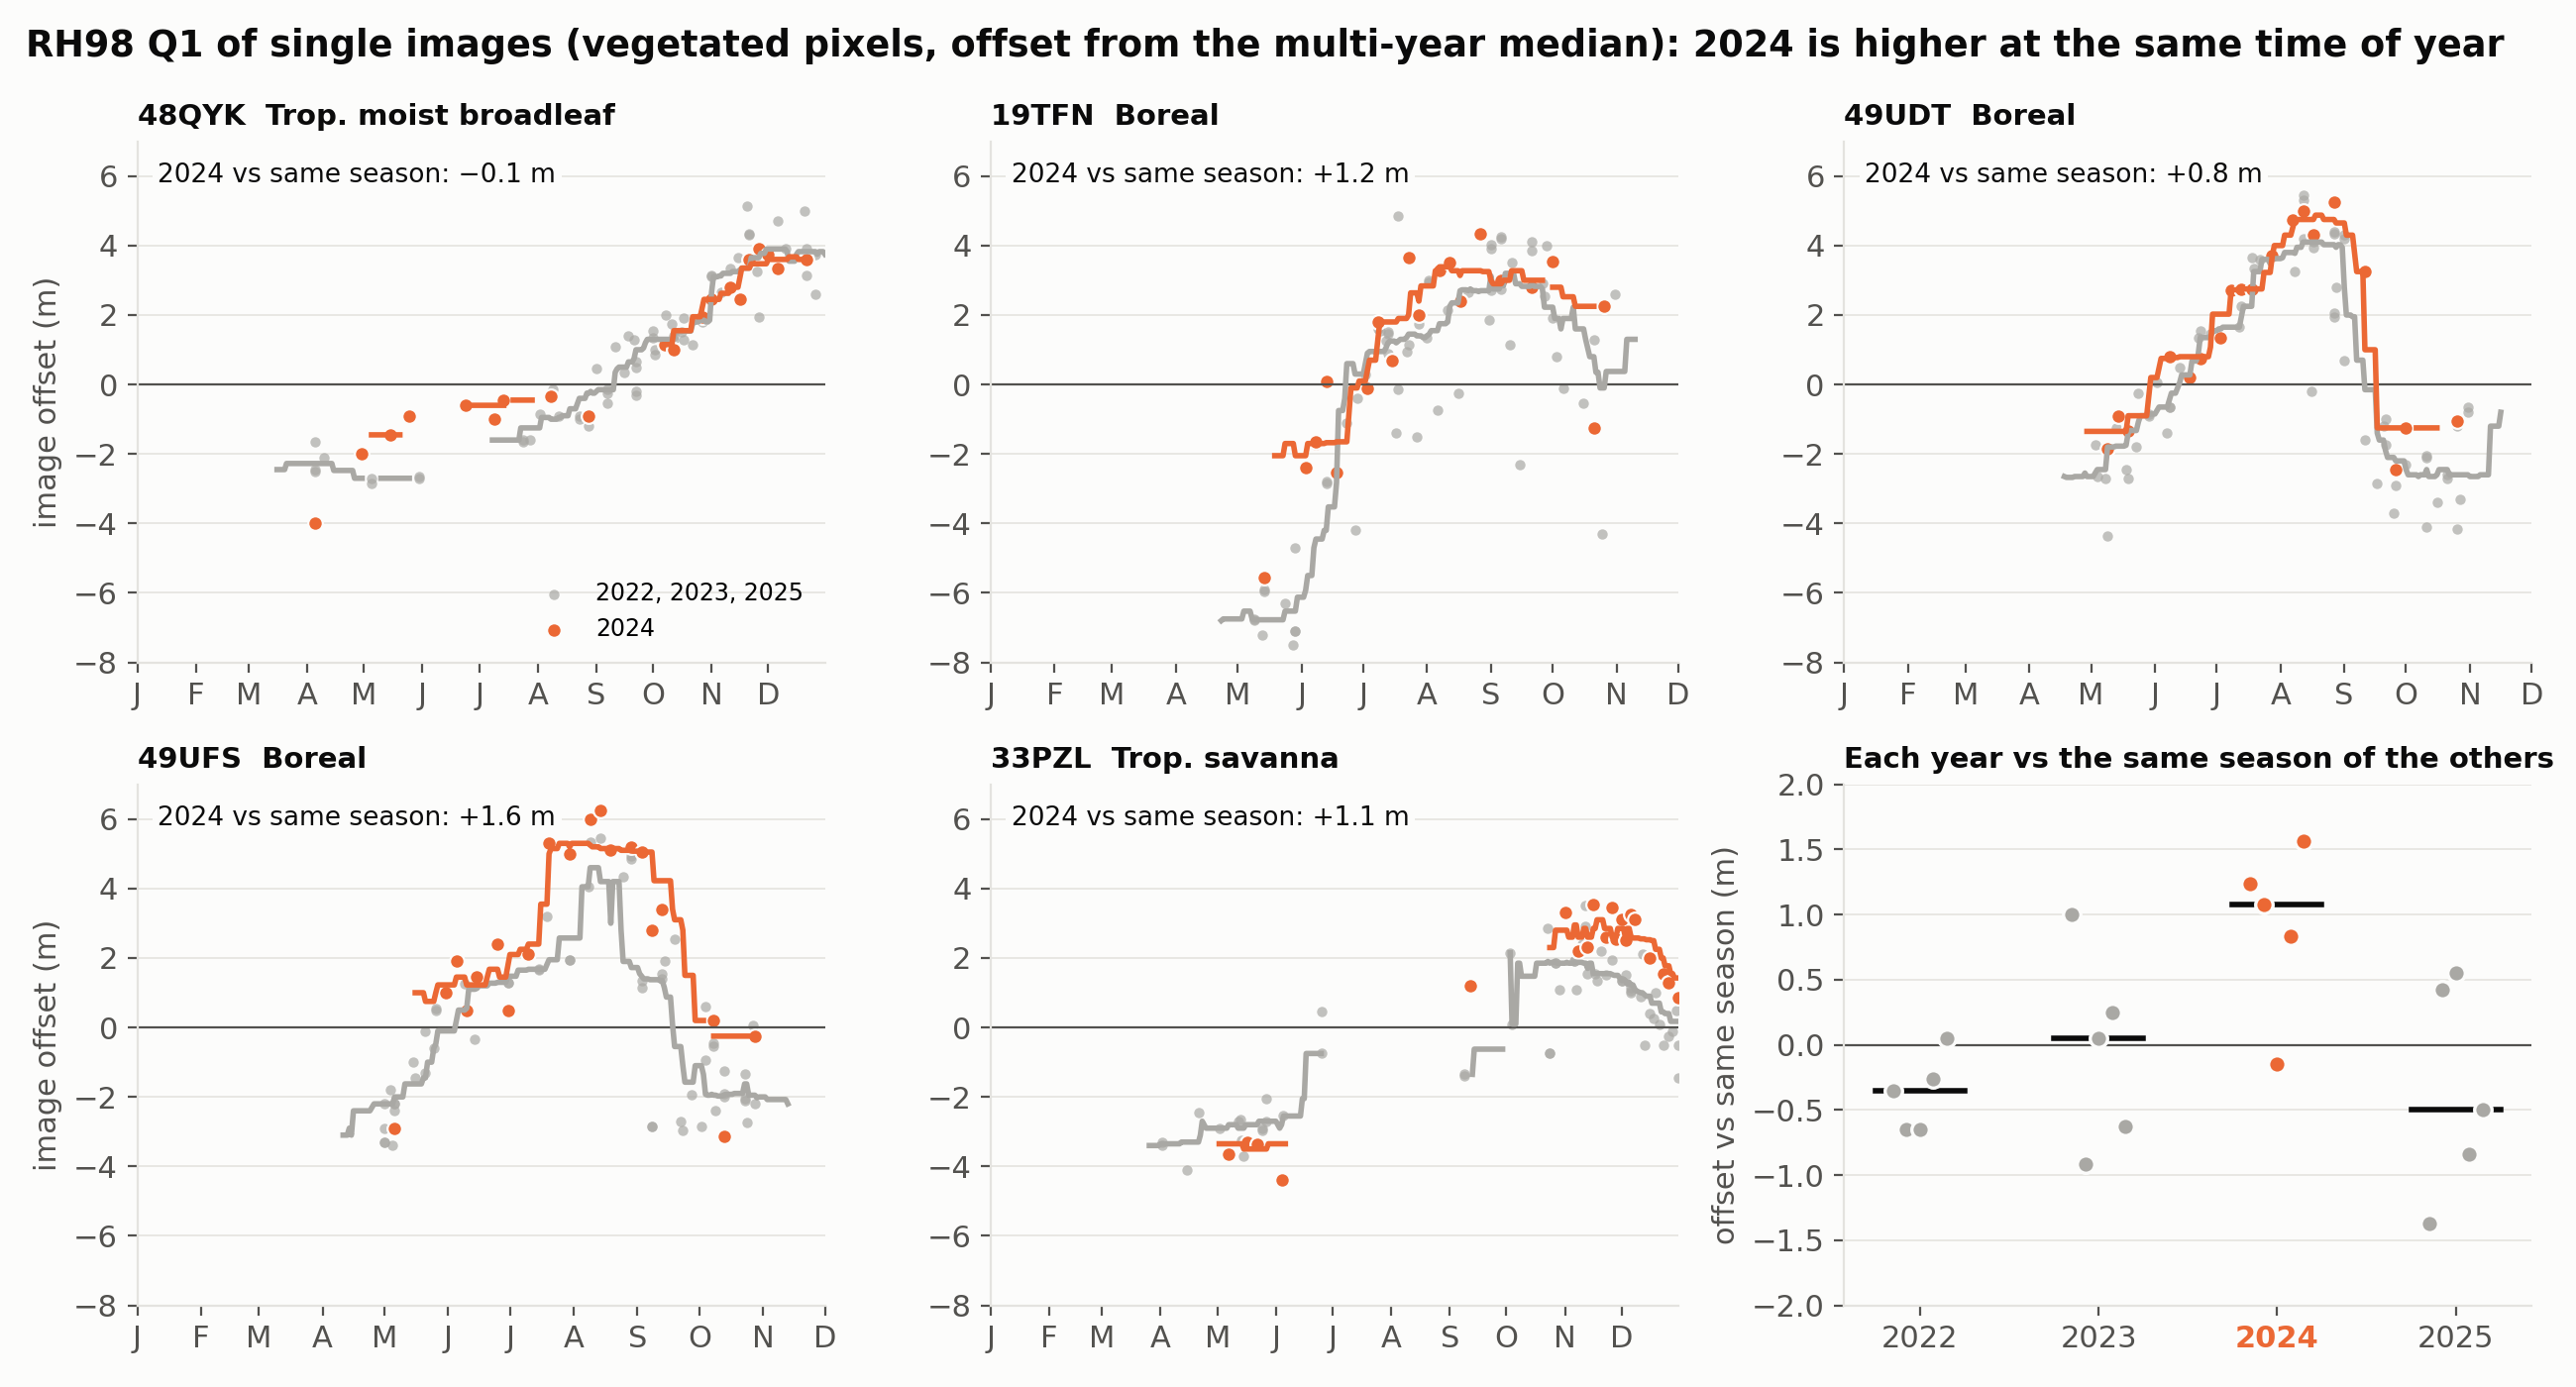 RH98 Q1 of single images (vegetated pixels, offset from the multi-year median): 2024 is higher at the same time of year
48QYK  Trop. moist broadleaf
2024 vs same season: −0.1 m
image offset (m)
6
4
2
0
−2
−4
−6
−8
2022, 2023, 2025
2024
J F M A M J J A S O N D
19TFN  Boreal
2024 vs same season: +1.2 m
6
4
2
0
−2
−4
−6
−8
J F M A M J J A S O N D
49UDT  Boreal
2024 vs same season: +0.8 m
6
4
2
0
−2
−4
−6
−8
J F M A M J J A S O N D
49UFS  Boreal
2024 vs same season: +1.6 m
image offset (m)
6
4
2
0
−2
−4
−6
−8
J F M A M J J A S O N D
33PZL  Trop. savanna
2024 vs same season: +1.1 m
6
4
2
0
−2
−4
−6
−8
J F M A M J J A S O N D
Each year vs the same season of the others
offset vs same season (m)
2.0
1.5
1.0
0.5
0.0
−0.5
−1.0
−1.5
−2.0
2022 2023 2024 2025